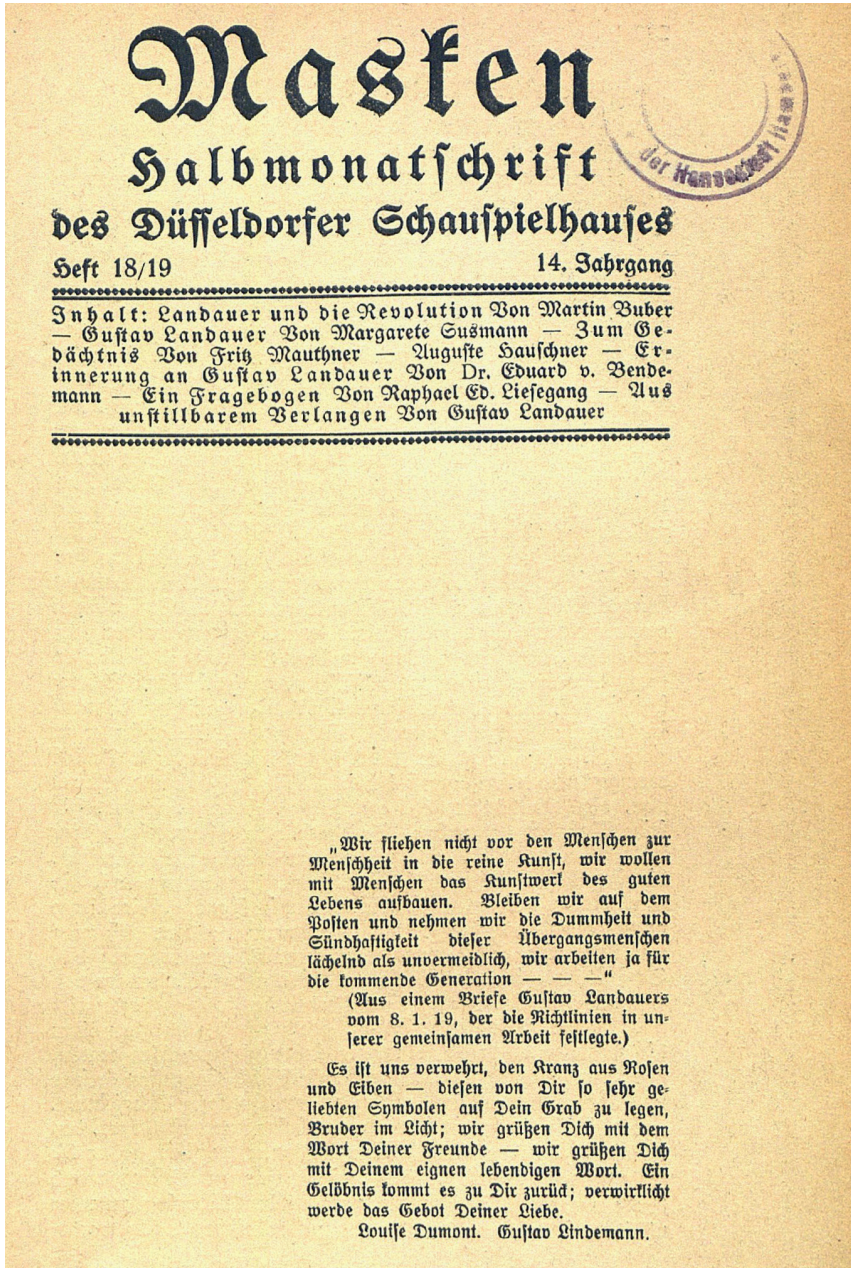 Masken
Halbmonatschrift
des Düsseldorfer Schauspielhauses
Heft 18/19 14. Jahrgang
der Hansestadt
Inhalt: Landauer und die Revolution Von Martin Buber
— Gustav Landauer Von Margarete Susmann — Zum Ge-
dächtnis Von Fritz Mauthner — Auguste Hauschner — Er-
innerung an Gustav Landauer Von Dr. Eduard v. Bende-
mann — Ein Fragebogen Von Raphael Ed. Liesegang — Aus
unstillbarem Verlangen Von Gustav Landauer
„Wir fliehen nicht vor den Menschen zur
Menschheit in die reine Kunst, wir wollen
mit Menschen das Kunstwerk des guten
Lebens aufbauen. Bleiben wir auf dem
Posten und nehmen wir die Dummheit und
Sündhaftigkeit dieser Übergangsmenschen
lächelnd als unvermeidlich, wir arbeiten ja für
die kommende Generation — — —“
(Aus einem Briefe Gustav Landauers
vom 8. 1. 19, der die Richtlinien in un-
serer gemeinsamen Arbeit festlegte.)
Es ist uns verwehrt, den Kranz aus Rosen
und Eiben — diesen von Dir so sehr ge-
liebten Symbolen auf Dein Grab zu legen,
Bruder im Licht; wir grüßen Dich mit dem
Wort Deiner Freunde — wir grüßen Dich
mit Deinem eignen lebendigen Wort. Ein
Gelöbnis kommt es zu Dir zurück; verwirklicht
werde das Gebot Deiner Liebe.
Louise Dumont. Gustav Lindemann.